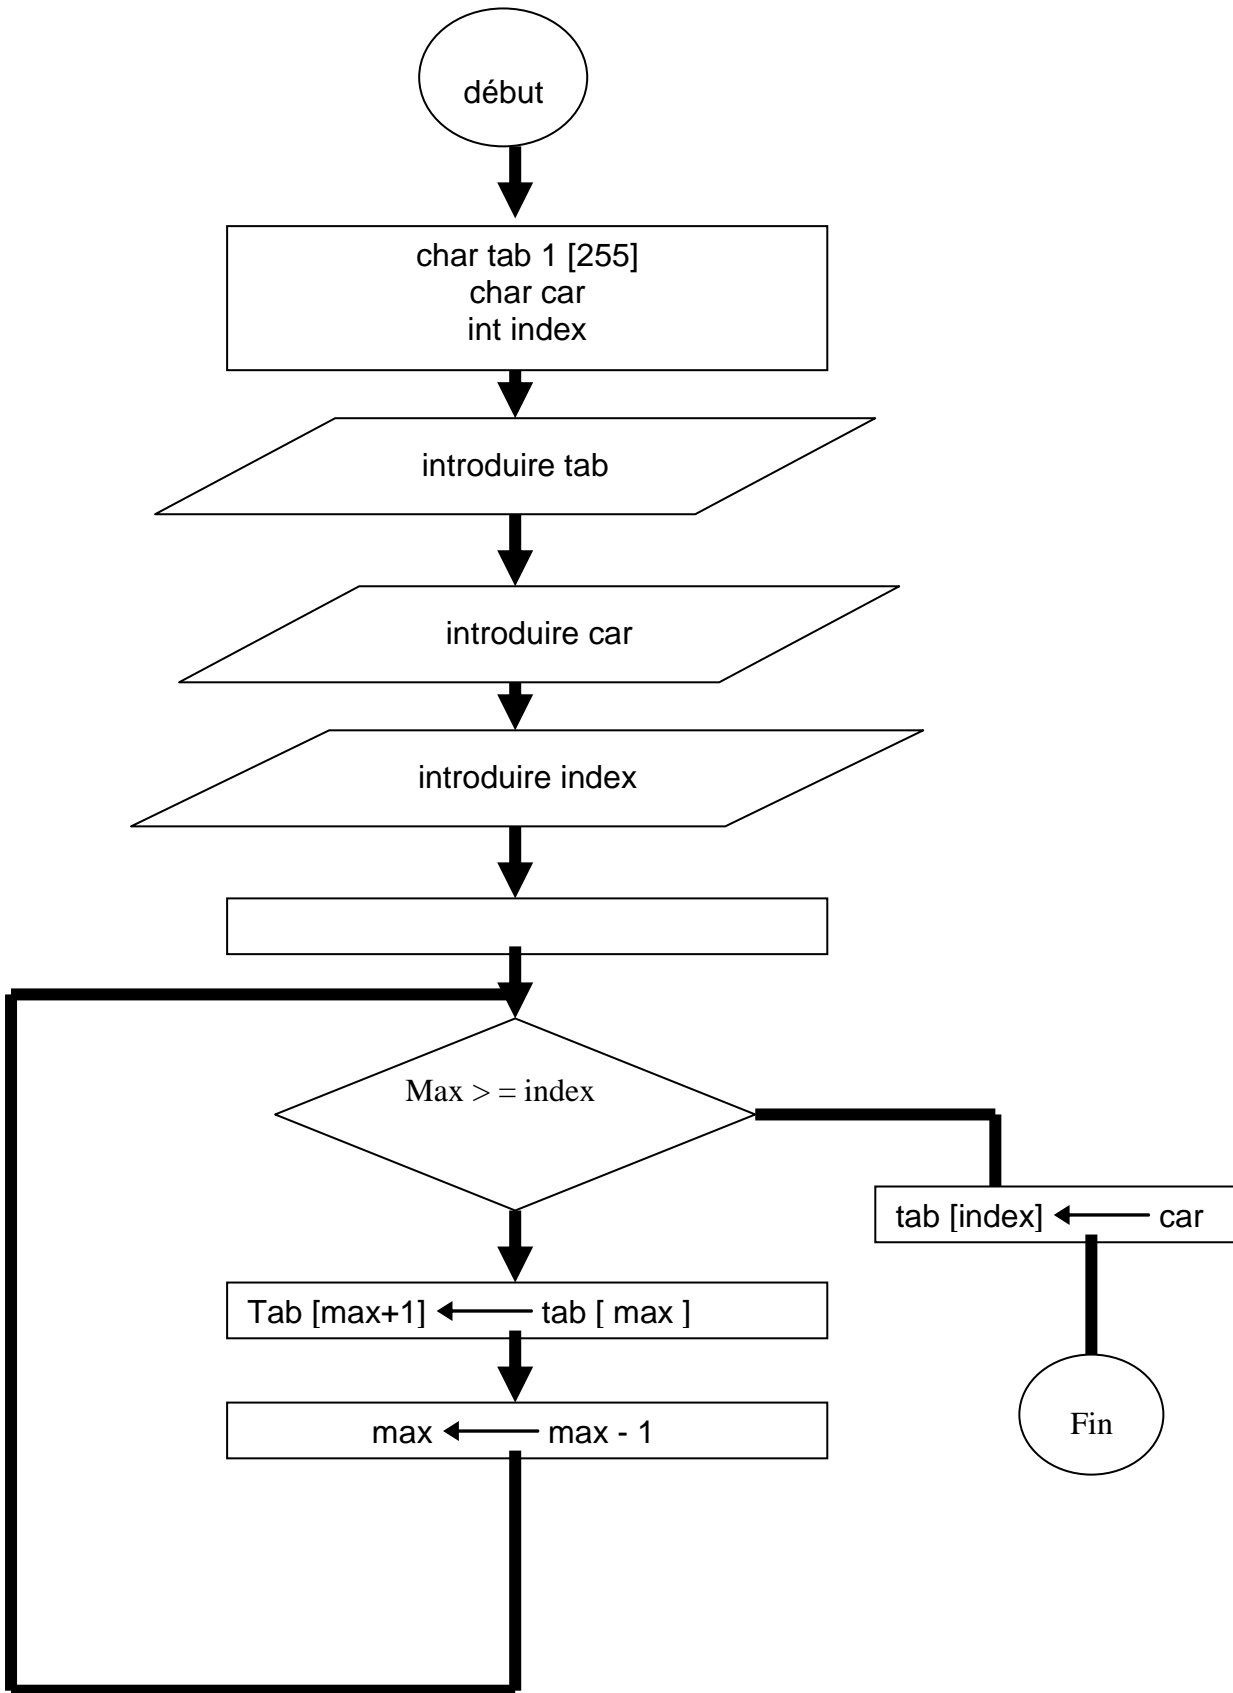 début
char tab 1 [255]
char car
int index
introduire tab
introduire car
introduire index
Max > = index
tab [index] ← car
Tab [max+1] ← tab [ max ]
max ← max - 1
Fin